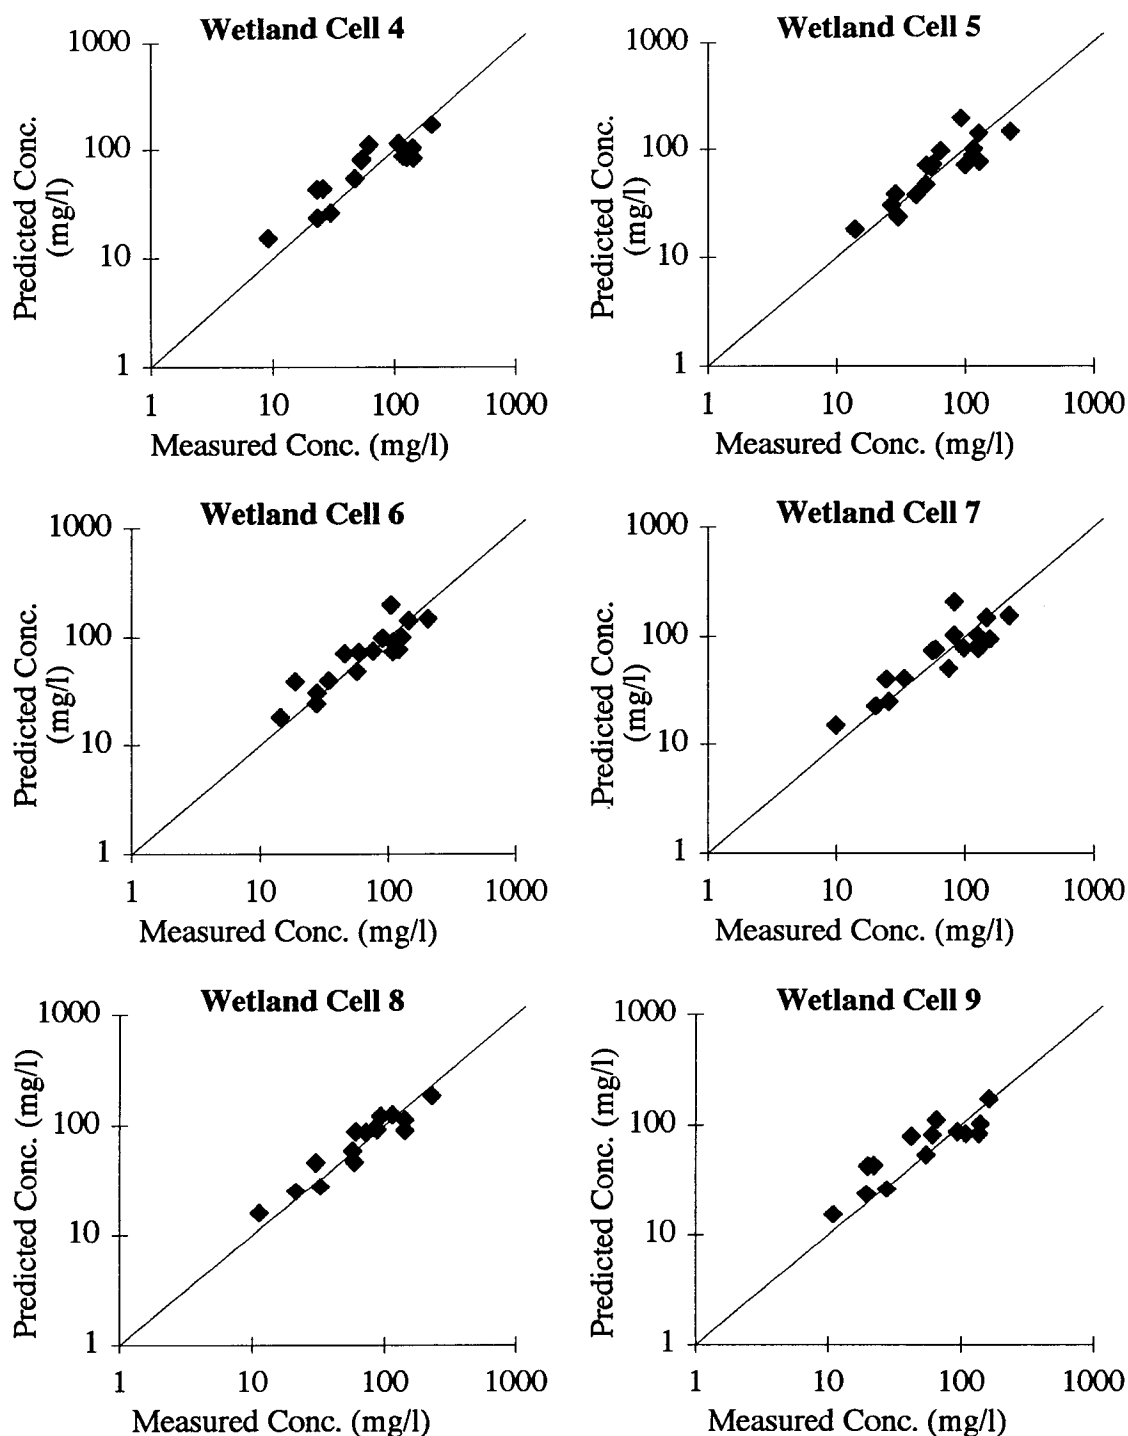 Wetland Cell 4
1000
100
10
1
Predicted Conc.
(mg/l)
1
10
100
1000
Measured Conc. (mg/l)
Wetland Cell 5
1000
100
10
1
Predicted Conc.
(mg/l)
1
10
100
1000
Measured Conc. (mg/l)
Wetland Cell 6
1000
100
10
1
Predicted Conc.
(mg/l)
1
10
100
1000
Measured Conc. (mg/l)
Wetland Cell 7
1000
100
10
1
Predicted Conc.
(mg/l)
1
10
100
1000
Measured Conc. (mg/l)
Wetland Cell 8
1000
100
10
1
Predicted Conc. (mg/l)
1
10
100
1000
Measured Conc. (mg/l)
Wetland Cell 9
1000
100
10
1
Predicted Conc. (mg/l)
1
10
100
1000
Measured Conc. (mg/l)